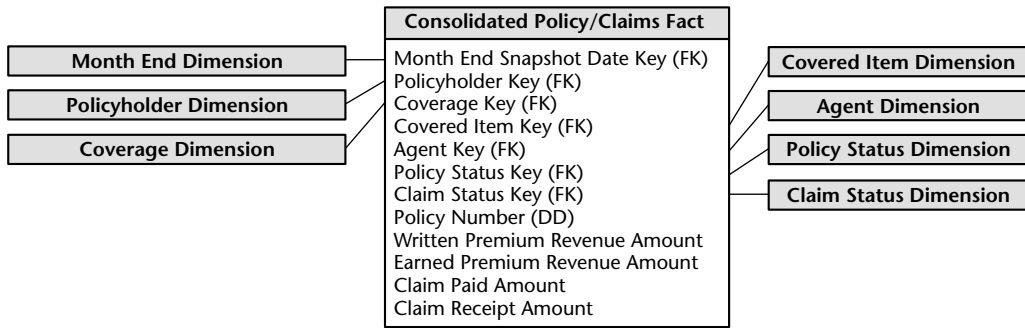 Consolidated Policy/Claims Fact
Month End Dimension
Policyholder Dimension
Coverage Dimension
Month End Snapshot Date Key (FK)
Policyholder Key (FK)
Coverage Key (FK)
Covered Item Key (FK)
Agent Key (FK)
Policy Status Key (FK)
Claim Status Key (FK)
Policy Number (DD)
Written Premium Revenue Amount
Earned Premium Revenue Amount
Claim Paid Amount
Claim Receipt Amount
Covered Item Dimension
Agent Dimension
Policy Status Dimension
Claim Status Dimension